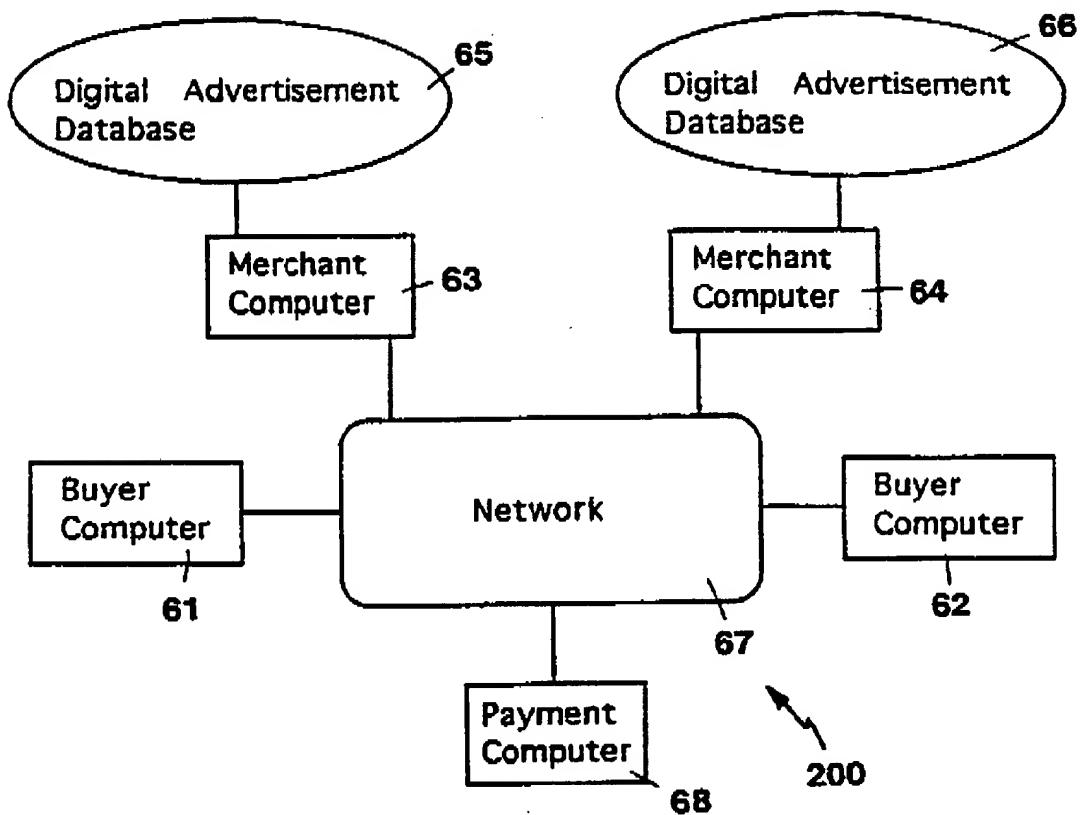 65
Digital Advertisement
Database
66
Digital Advertisement
Database
Merchant
Computer
63
Merchant
Computer
64
Buyer
Computer
61
Network
67
Buyer
Computer
62
Payment
Computer
68
200